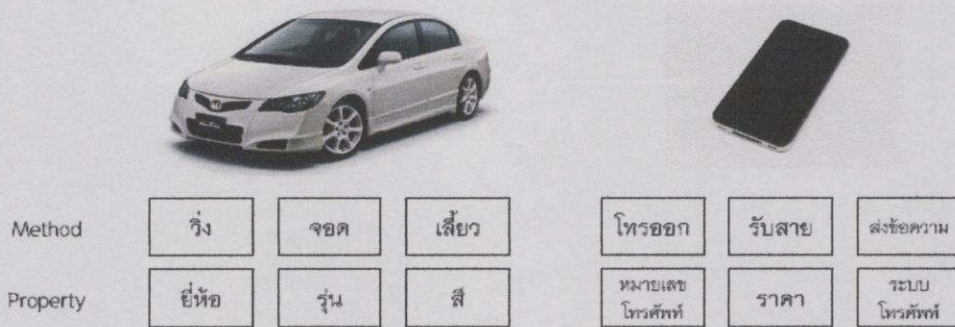 Method วิ่ง จอด เสี้ยว โทรออก รับสาย ส่งข้อความ
Property ยี่ห้อ รุ่น สี หมายเลขโทรศัพท์ ราคา ระบบโทรศัพท์